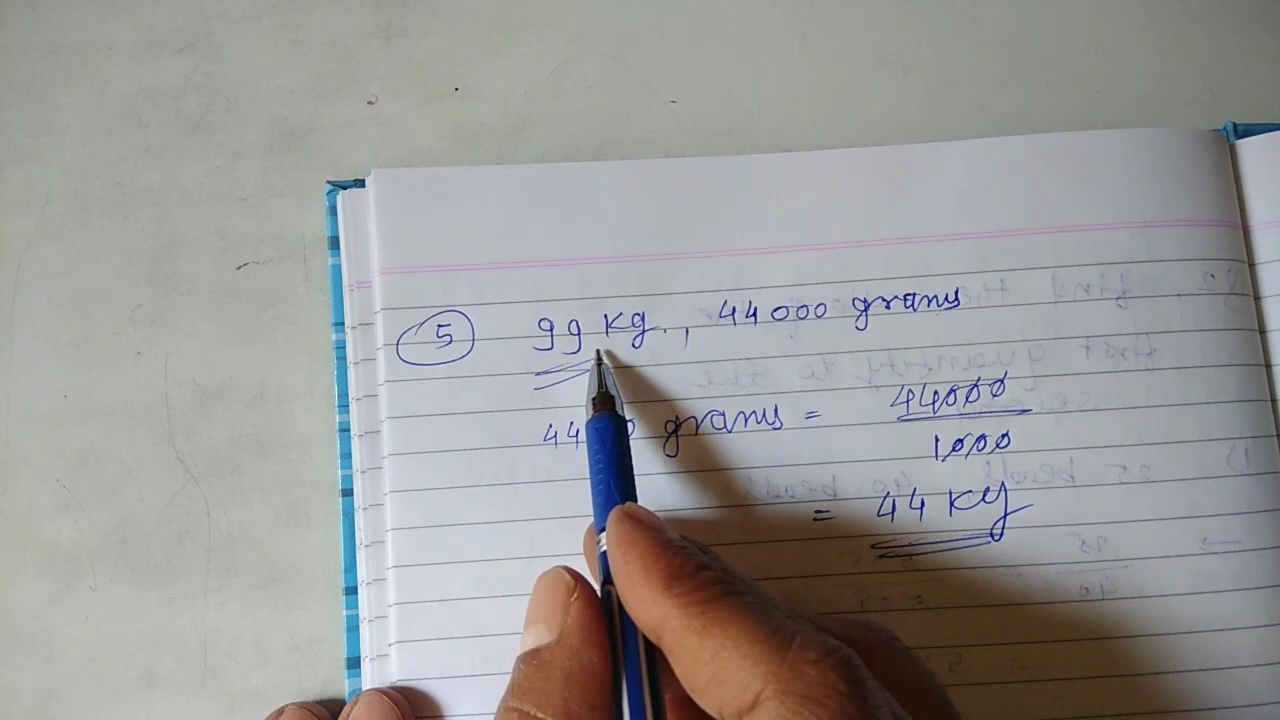 5 99 kg., 44000 grams
grams = 44000
1000
= 44 Kg